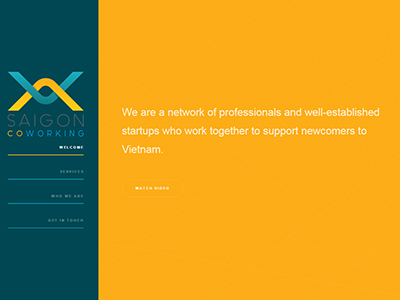 SAIGON
COWORKING
WELCOME
SERVICES
WHO WE ARE
GET IN TOUCH
We are a network of professionals and well-established
startups who work together to support newcomers to
Vietnam.
WATCH VIDEO